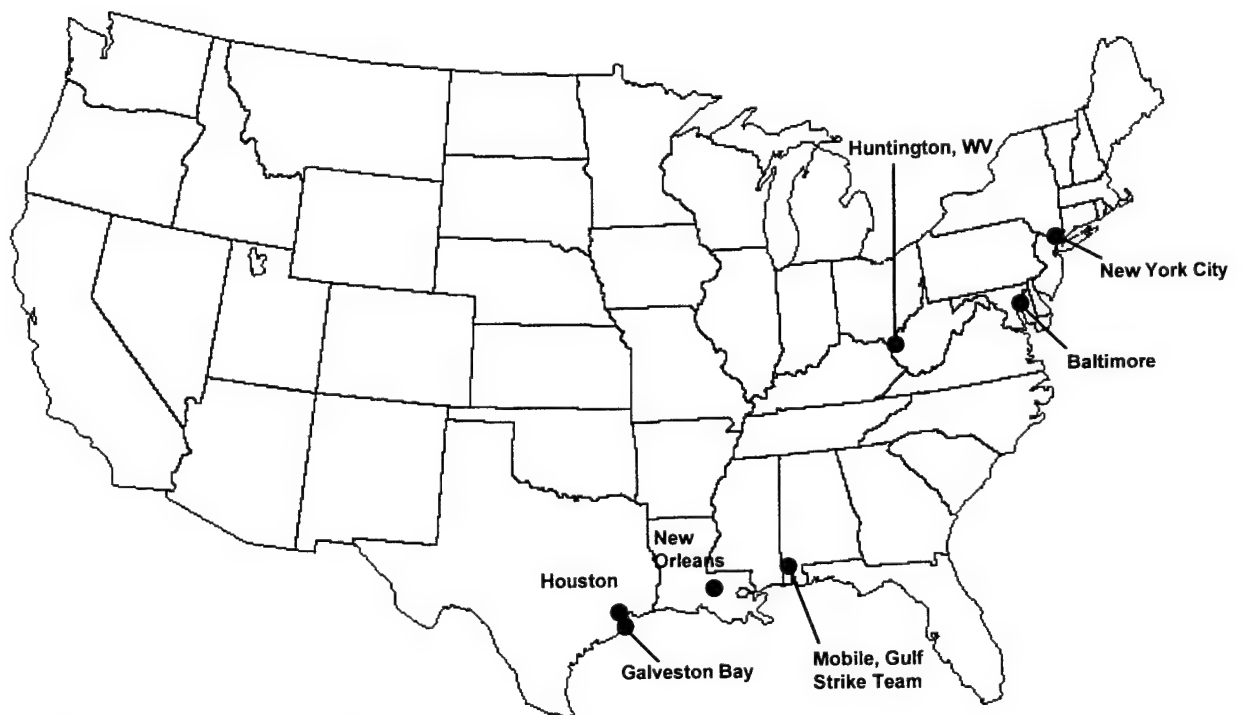 Huntington, WV
New York City
Baltimore
New
Orleans
Houston
Galveston Bay
Mobile, Gulf
Strike Team